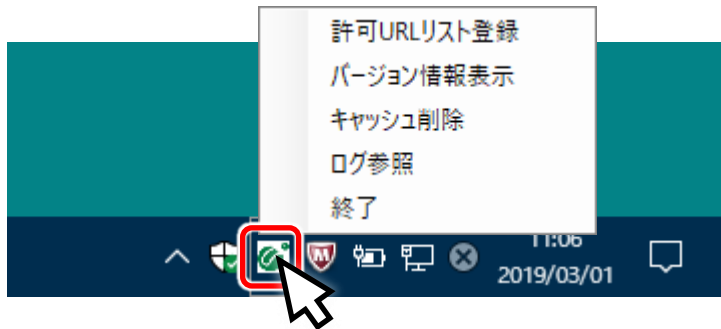 許可URLリスト登録
バージョン情報表示
キャッシュ削除
ログ参照
終了
11:06
2019/03/01